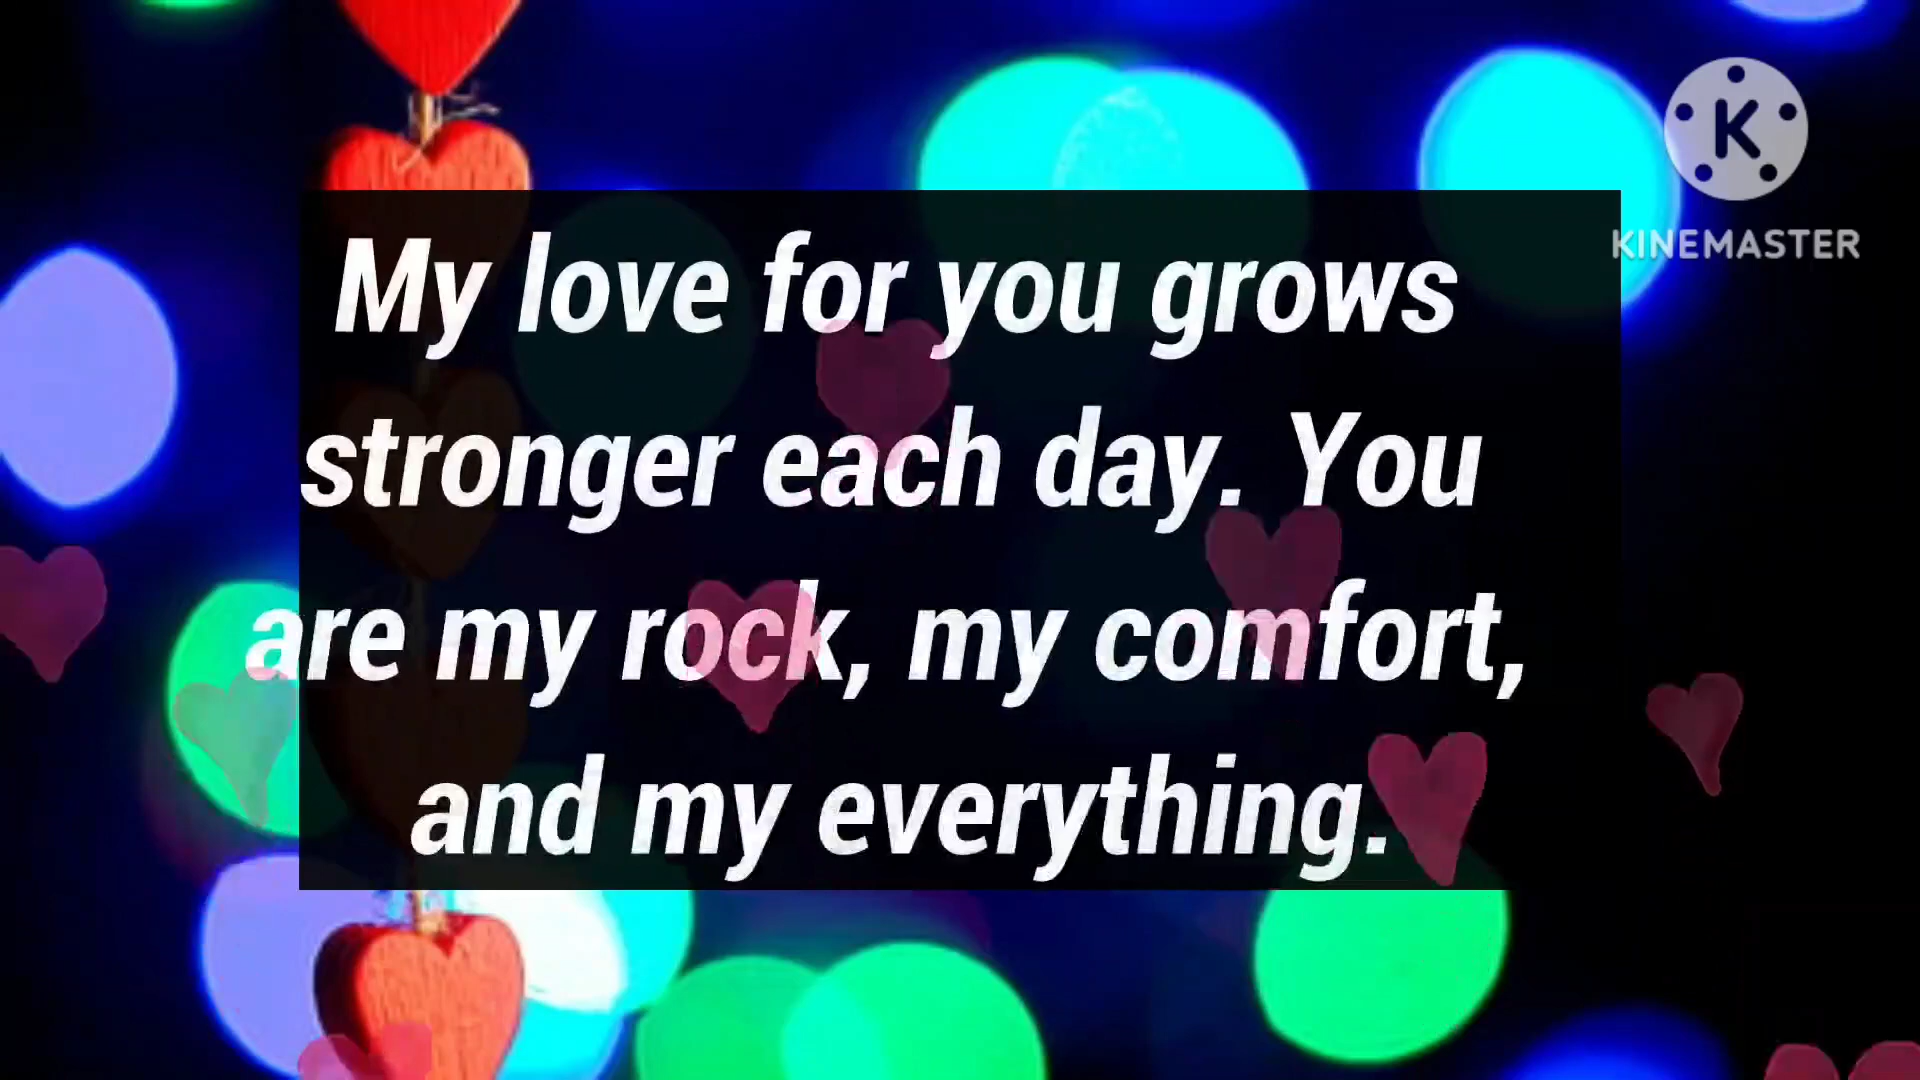 K
KINEMASTER
My love for you grows
stronger each day. You
are my rock, my comfort,
and my everything.